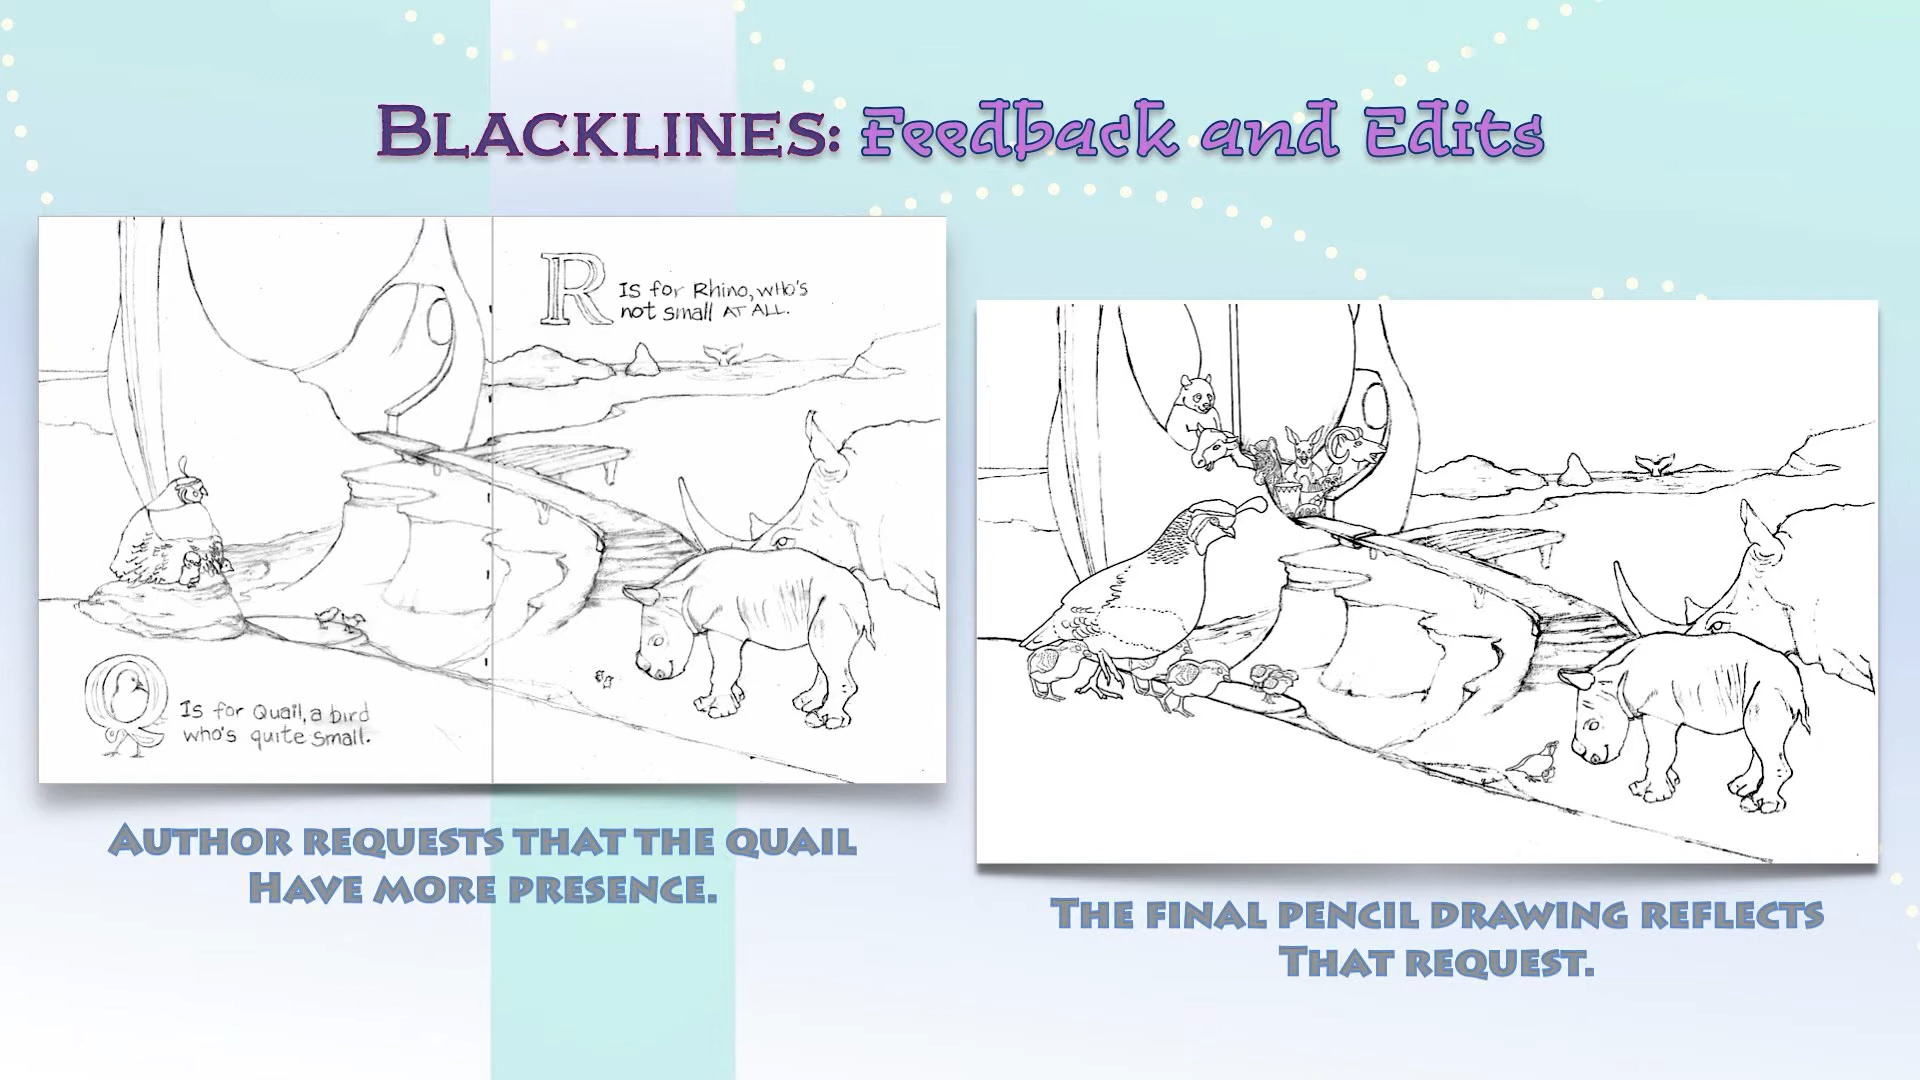 BLACKLINES: Feedback and Edits
R IS for Rhino, WHO'S
not small AT ALL.
Q Is for Quail, a bird
who's quite small.
AUTHOR REQUESTS THAT THE QUAIL
HAVE MORE PRESENCE.
THE FINAL PENCIL DRAWING REFLECTS
THAT REQUEST.